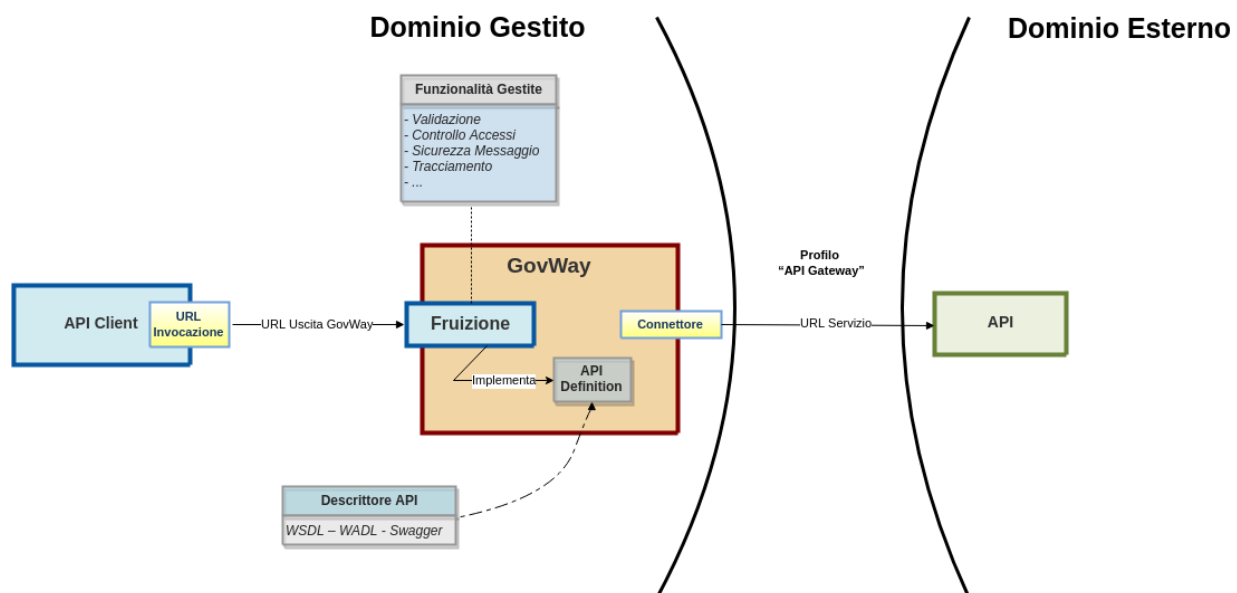 Dominio Gestito
Dominio Esterno
Funzionalità Gestite
- Validazione
- Controllo Accessi
- Sicurezza Messaggio
- Tracciamento
- ...
GovWay
Profilo
“API Gateway”
API Client
URL
Invocazione
URL Uscita GovWay
Fruizione
Connettore
URL Servizio
API
Implementa
API
Definition
Descrittore API
WSDL – WADL - Swagger